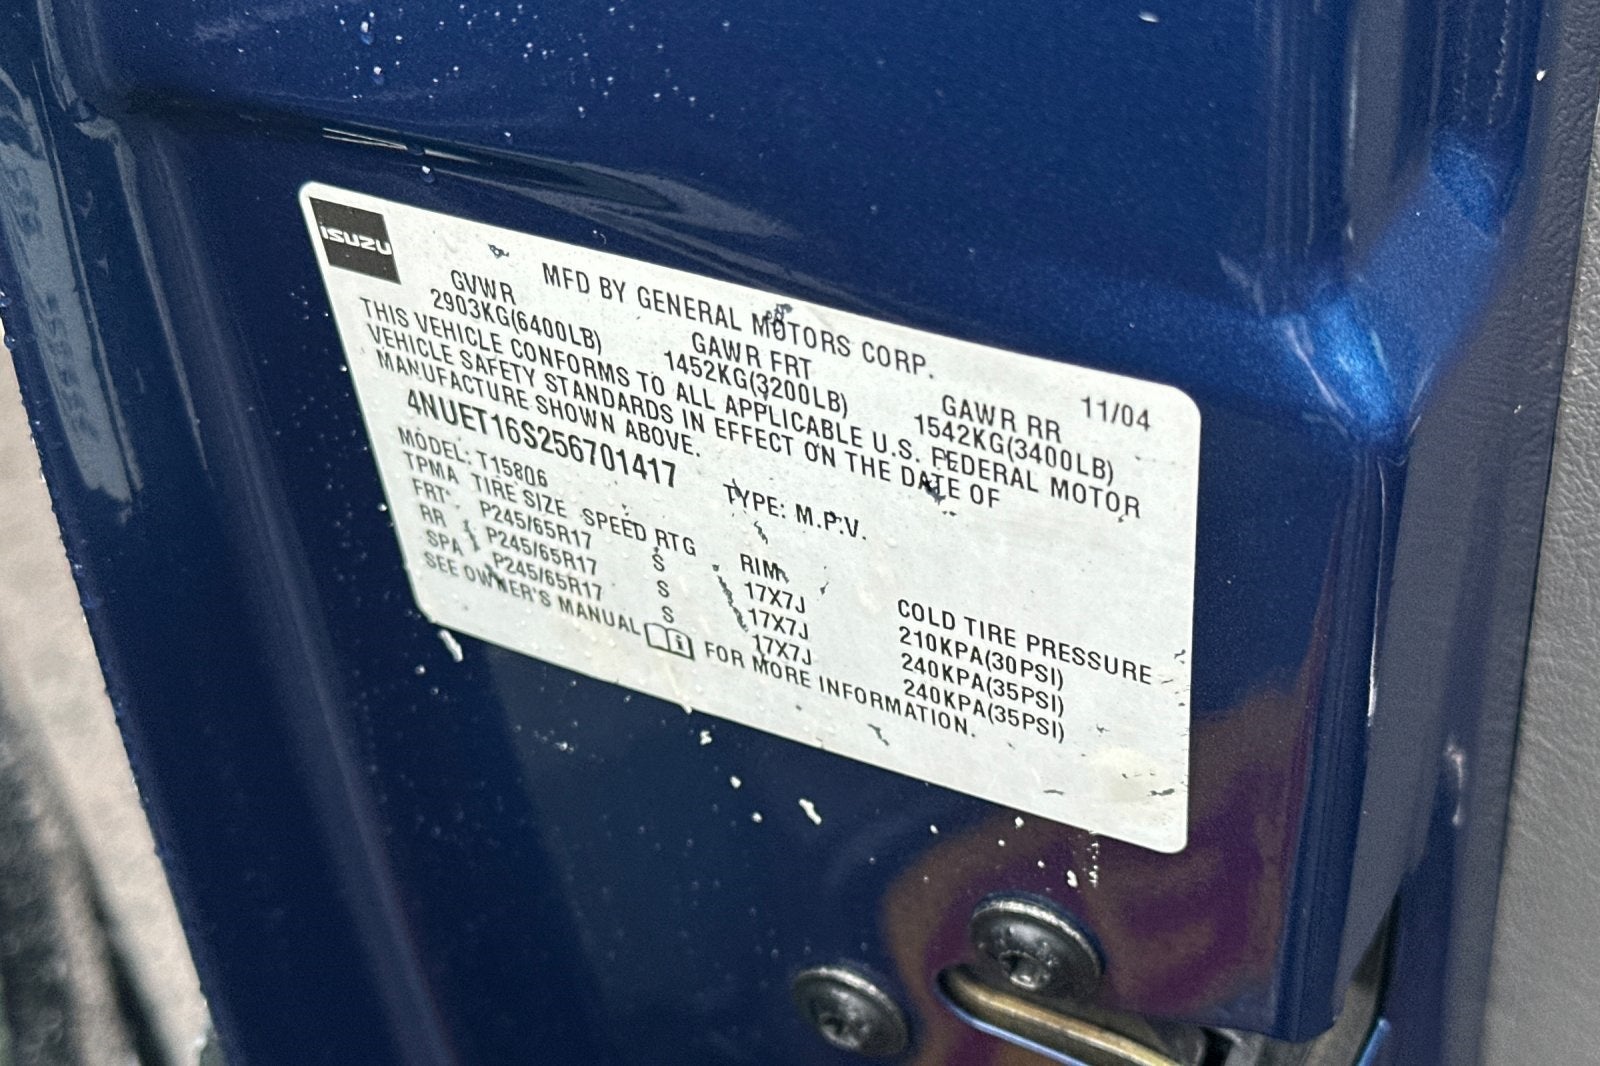 ISUZU
MFD BY GENERAL MOTORS CORP. 11/04
GVWR GAWR FRT GAWR RR
2903KG(6400LB) 1452KG(3200LB) 1542KG(3400LB)
THIS VEHICLE CONFORMS TO ALL APPLICABLE U.S. FEDERAL MOTOR
VEHICLE SAFETY STANDARDS IN EFFECT ON THE DATE OF
MANUFACTURE SHOWN ABOVE.
4NUET16S256701417 TYPE: M.P.V.
MODEL: T15806
TPMA TIRE SIZE SPEED RTG RIM COLD TIRE PRESSURE
FRT P245/65R17 S 17X7J 210KPA(30PSI)
RR P245/65R17 S 17X7J 240KPA(35PSI)
SPA P245/65R17 S 17X7J 240KPA(35PSI)
SEE OWNER'S MANUAL FOR MORE INFORMATION.